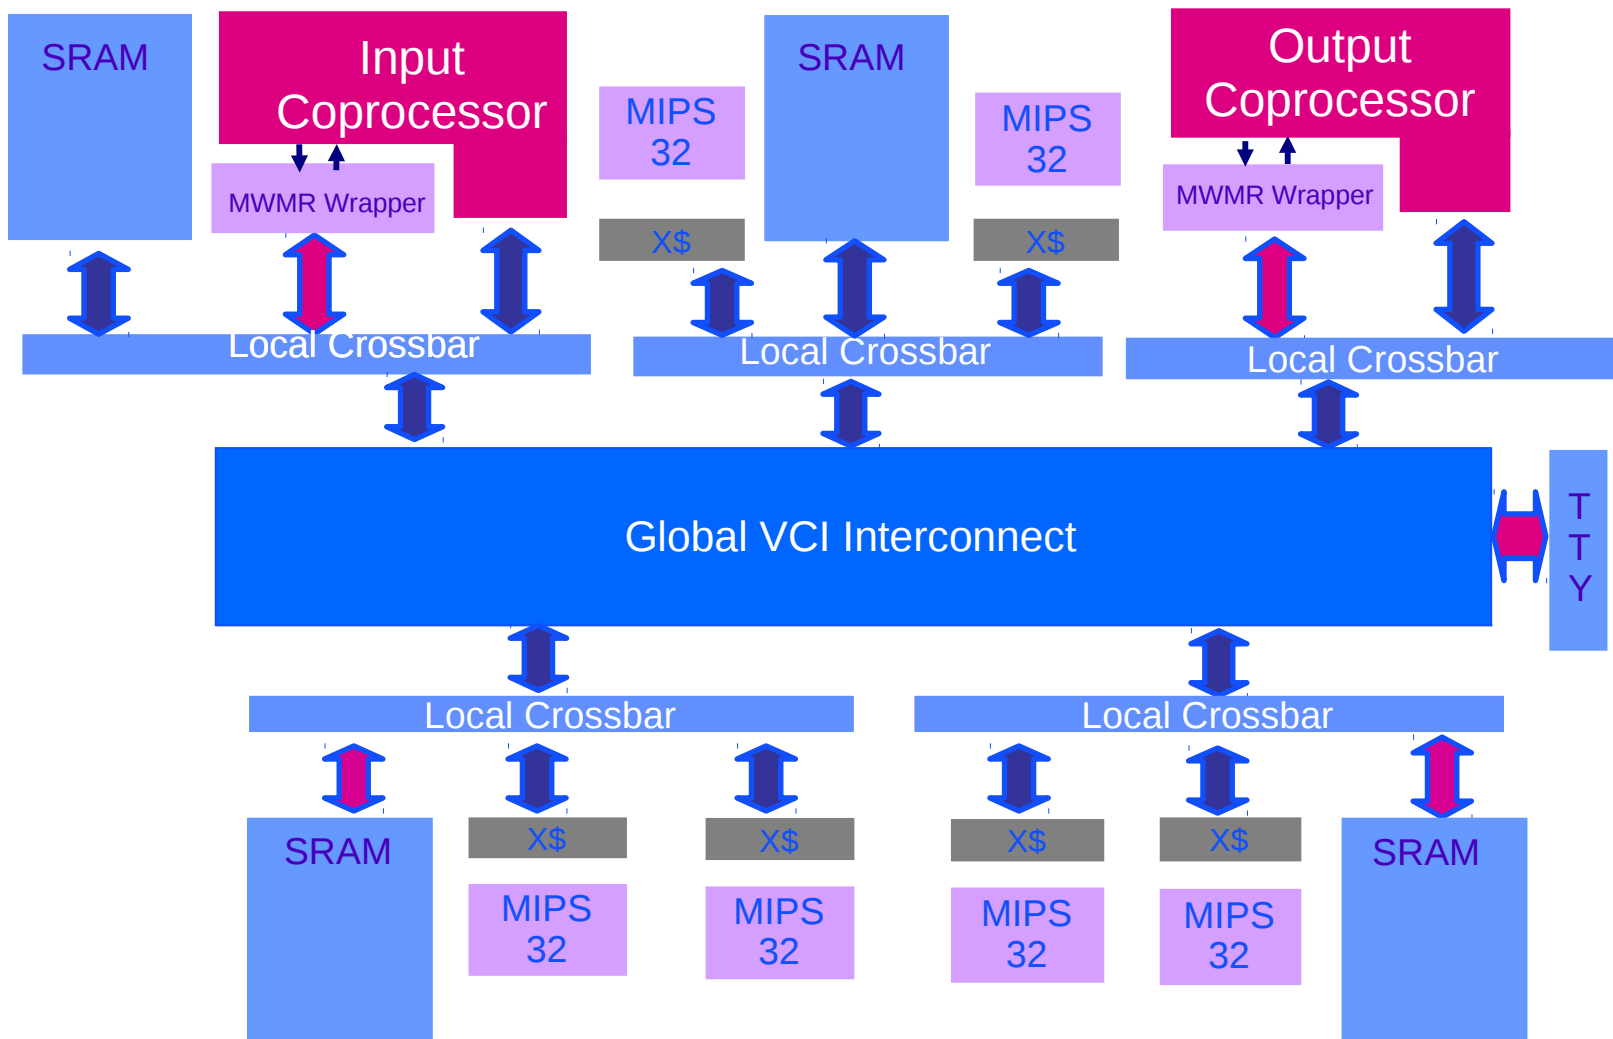 SRAM
Input
Coprocessor
MWMR Wrapper
MIPS
32
X$
SRAM
MIPS
32
X$
Output
Coprocessor
MWMR Wrapper
Local Crossbar
Local Crossbar
Local Crossbar
Global VCI Interconnect
T
T
Y
Local Crossbar
Local Crossbar
SRAM
X$
MIPS
32
X$
MIPS
32
X$
MIPS
32
X$
MIPS
32
SRAM